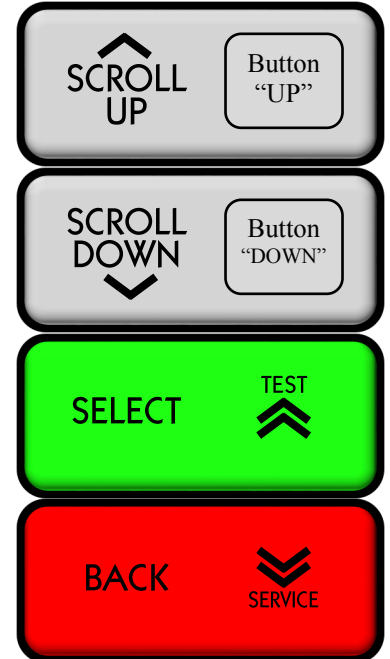 SCROLL
UP
Button
“UP”
SCROLL
DOWN
Button
“DOWN”
SELECT
TEST
BACK
SERVICE